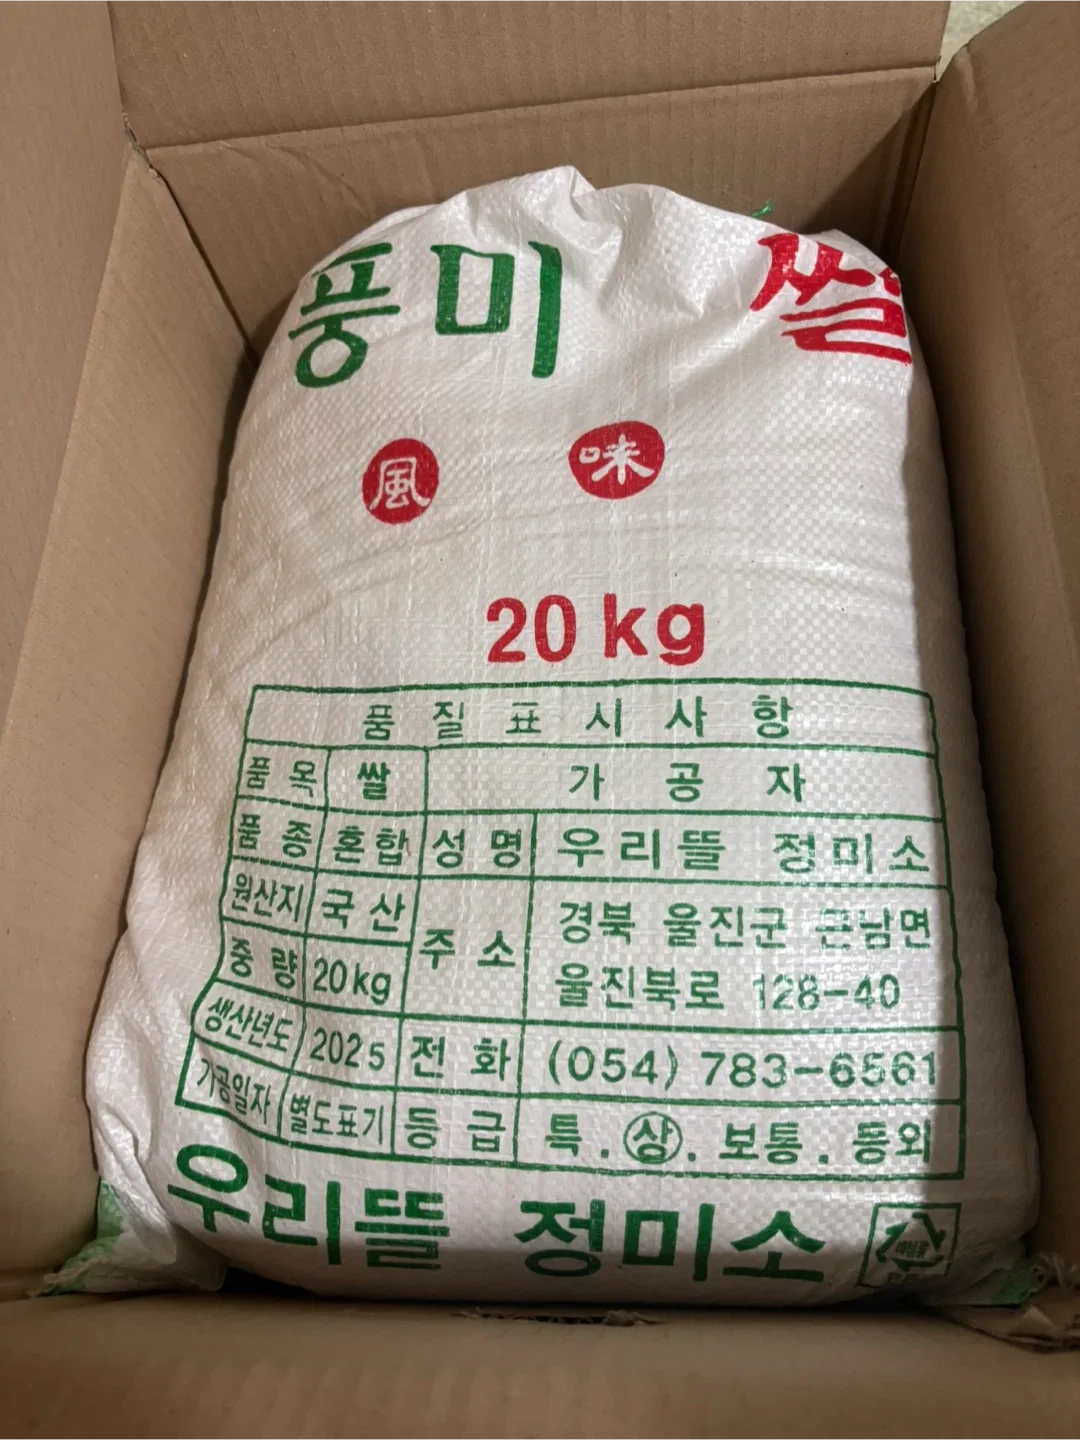 풍미 쌀
風 味
20kg
품질표시사항
품목 쌀 가공자
품종 혼합 성명 우리뜰 정미소
원산지 국산 주소 경북 울진군 근남면
중량 20kg 울진북로 128-40
생산년도 2025 전화 (054) 783-6561
가공일자 별도표기 등급 특. 상. 보통. 등외
우리뜰 정미소